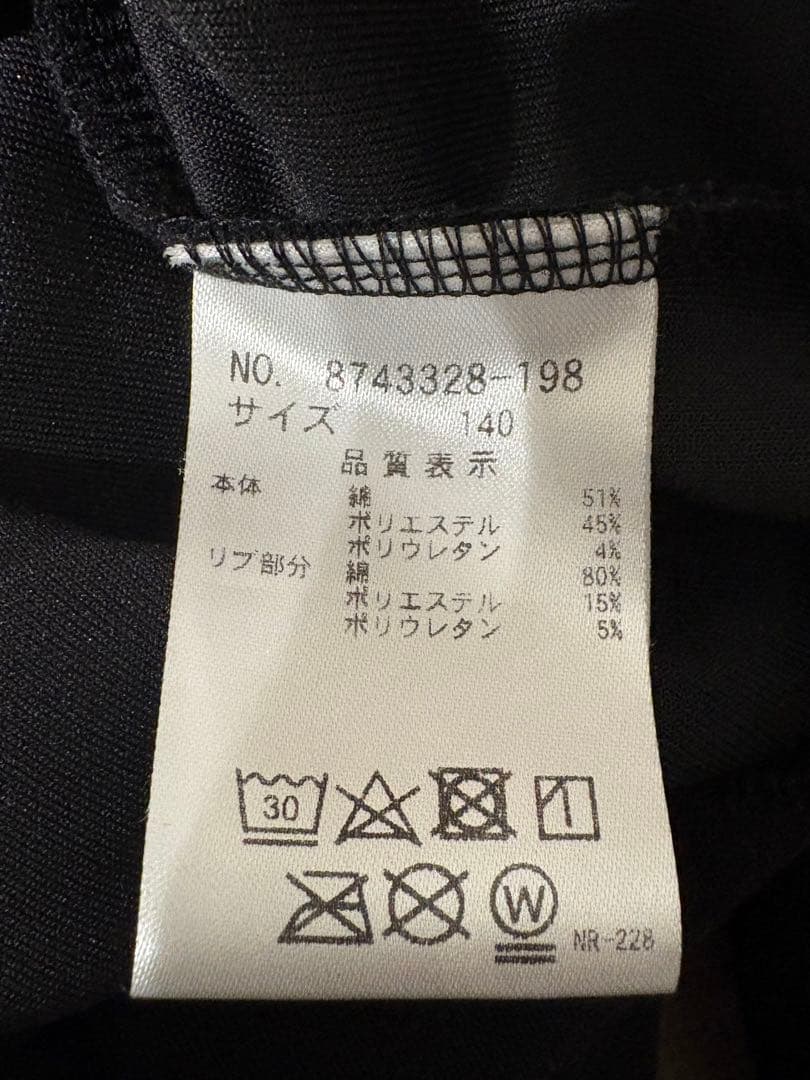 NO. 8743328-198
サイズ 140
品質表示
本体 綿 51%
ポリエステル 45%
ポリウレタン 4%
リブ部分 綿 80%
ポリエステル 15%
ポリウレタン 5%
30
W
NR-228